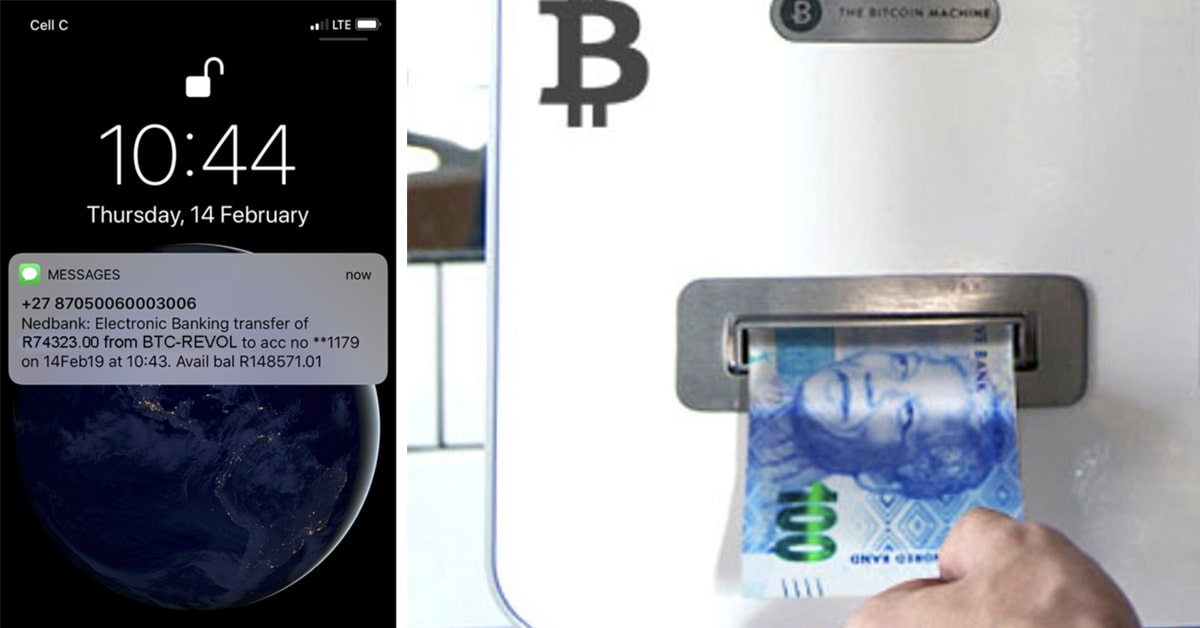 Cell C
LTE
10:44
Thursday, 14 February
MESSAGES
now
+27 87050060003006
Nedbank: Electronic Banking transfer of
R74323.00 from BTC-REVOL to acc no **1179
on 14Feb19 at 10:43. Avail bal R148571.01
THE BITCOIN MACHINE
BANK
100
RAND